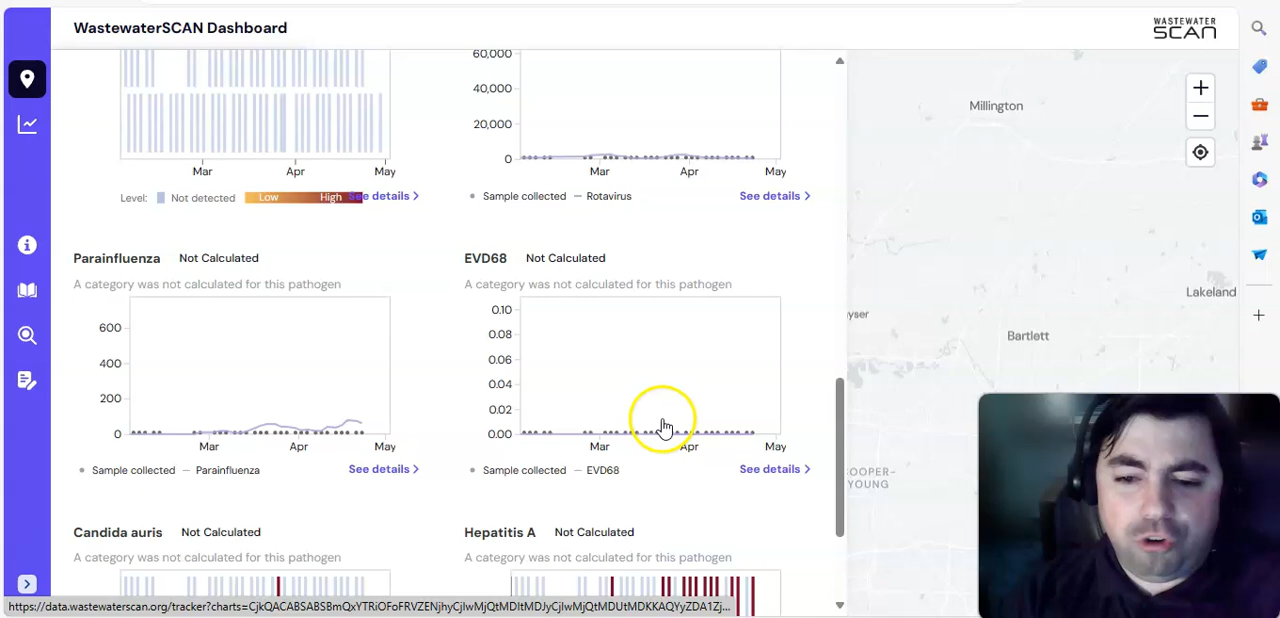 WastewaterSCAN Dashboard
WASTEWATER
SCAN
60,000
40,000
20,000
0
Mar Apr May
Mar Apr May
Level: Not detected Low High See details >
Sample collected Rotavirus See details >
Parainfluenza Not Calculated
A category was not calculated for this pathogen
600
400
200
0
Mar Apr May
Sample collected Parainfluenza See details >
EVD68 Not Calculated
A category was not calculated for this pathogen
0.10
0.08
0.06
0.04
0.02
0.00
Mar Apr May
Sample collected EVD68 See details >
Candida auris Not Calculated
A category was not calculated for this pathogen
Hepatitis A Not Calculated
A category was not calculated for this pathogen
Millington
Lakeland
Bartlett
COOPER-
YOUNG